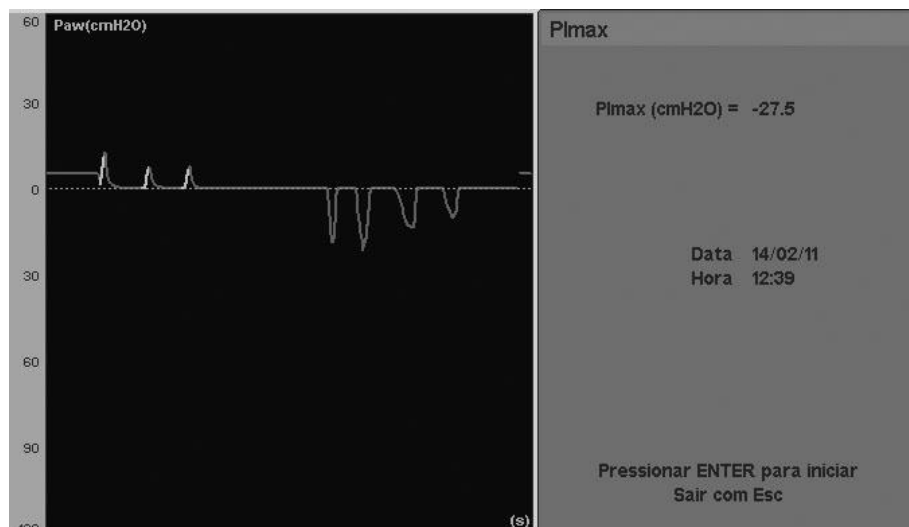 60
Paw(cmH2O)
30
0
30
60
90
(s)
PImax
PImax (cmH2O) = -27.5
Data 14/02/11
Hora 12:39
Pressionar ENTER para iniciar
Sair com Esc